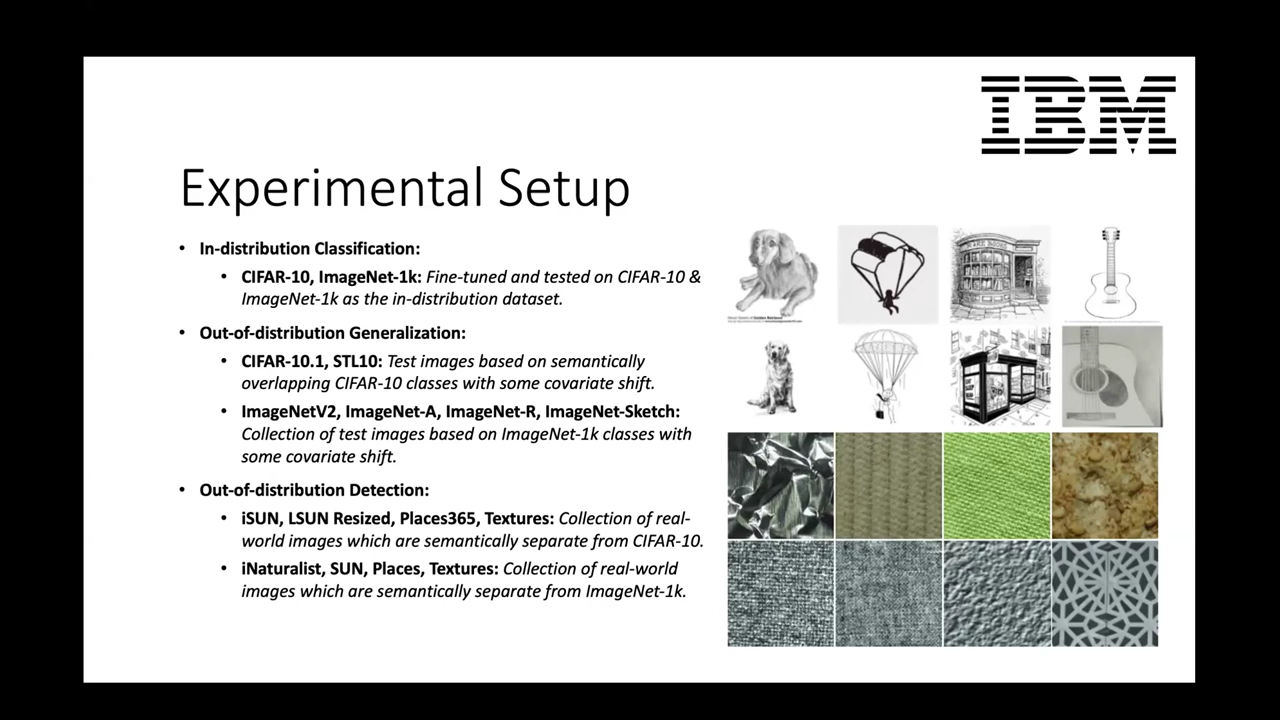 IBM
Experimental Setup
• In-distribution Classification:
• CIFAR-10, ImageNet-1k: Fine-tuned and tested on CIFAR-10 &
ImageNet-1k as the in-distribution dataset.
• Out-of-distribution Generalization:
• CIFAR-10.1, STL10: Test images based on semantically
overlapping CIFAR-10 classes with some covariate shift.
• ImageNetV2, ImageNet-A, ImageNet-R, ImageNet-Sketch:
Collection of test images based on ImageNet-1k classes with
some covariate shift.
• Out-of-distribution Detection:
• iSUN, LSUN Resized, Places365, Textures: Collection of real-
world images which are semantically separate from CIFAR-10.
• iNaturalist, SUN, Places, Textures: Collection of real-world
images which are semantically separate from ImageNet-1k.